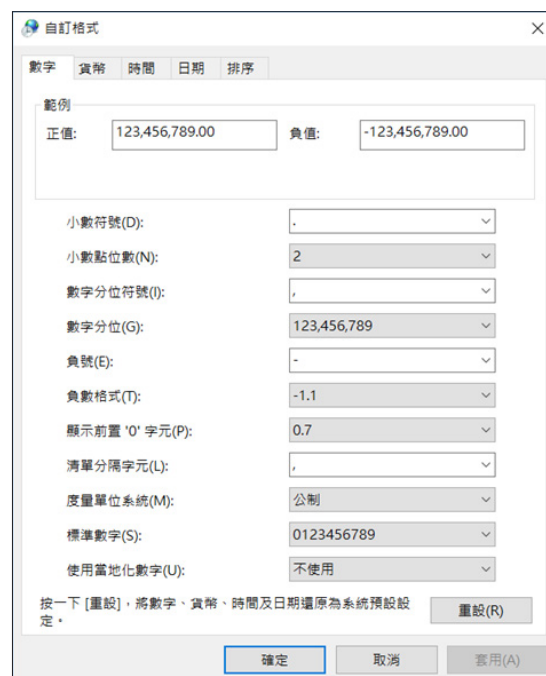 自訂格式
數字 貨幣 時間 日期 排序
範例
正值: 123,456,789.00 負值: -123,456,789.00
小數符號(D): .
小數點位數(N): 2
數字分位符號(I): ,
數字分位(G): 123,456,789
負號(E): -
負數格式(T): -1.1
顯示前置 '0' 字元(P): 0.7
清單分隔字元(L): ,
度量單位系統(M): 公制
標準數字(S): 0123456789
使用當地化數字(U): 不使用
按一下 [重設]，將數字、貨幣、時間及日期還原為系統預設設
定。 重設(R)
確定 取消 套用(A)